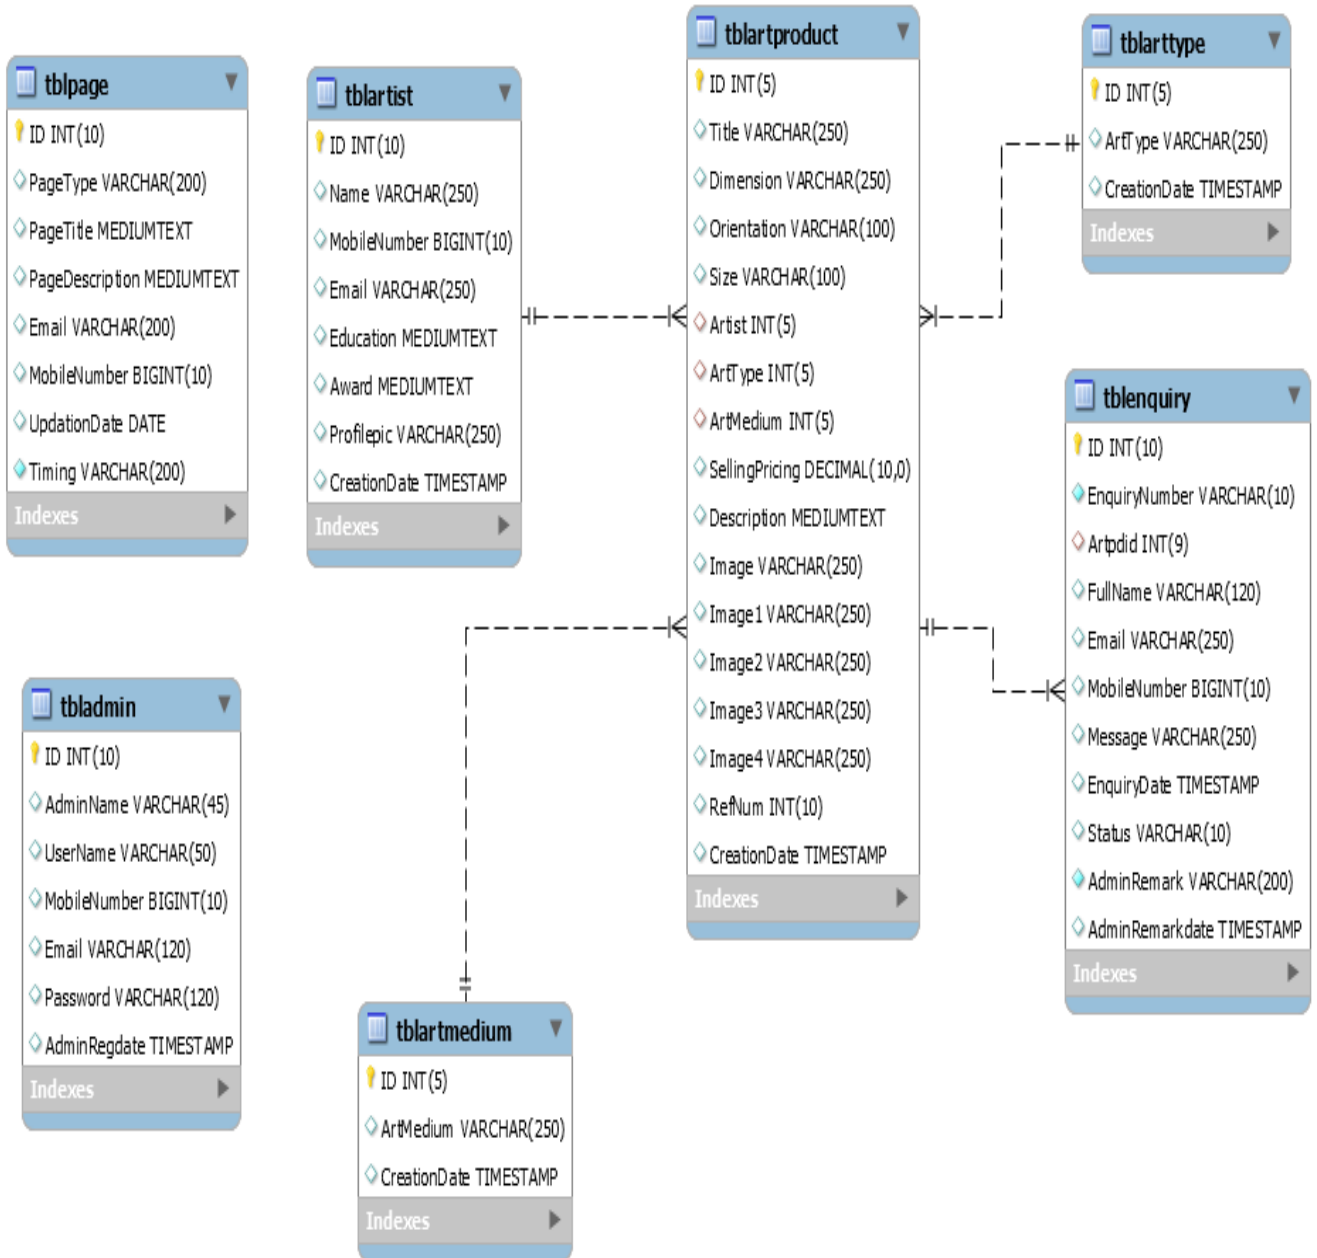 tblpage
ID INT(10)
PageType VARCHAR(200)
PageTitle MEDIUMTEXT
PageDescription MEDIUMTEXT
Email VARCHAR(200)
MobileNumber BIGINT(10)
UpdationDate DATE
Timing VARCHAR(200)
Indexes
tblartist
ID INT(10)
Name VARCHAR(250)
MobileNumber BIGINT(10)
Email VARCHAR(250)
Education MEDIUMTEXT
Award MEDIUMTEXT
Profilepic VARCHAR(250)
CreationDate TIMESTAMP
Indexes
tblartproduct
ID INT(5)
Title VARCHAR(250)
Dimension VARCHAR(250)
Orientation VARCHAR(100)
Size VARCHAR(100)
Artist INT(5)
ArtType INT(5)
ArtMedium INT(5)
SellingPricing DECIMAL(10,0)
Description MEDIUMTEXT
Image VARCHAR(250)
Image1 VARCHAR(250)
Image2 VARCHAR(250)
Image3 VARCHAR(250)
Image4 VARCHAR(250)
RefNum INT(10)
CreationDate TIMESTAMP
Indexes
tblarttype
ID INT(5)
ArtType VARCHAR(250)
CreationDate TIMESTAMP
Indexes
tblenquiry
ID INT(10)
EnquiryNumber VARCHAR(10)
Artpdid INT(9)
FullName VARCHAR(120)
Email VARCHAR(250)
MobileNumber BIGINT(10)
Message VARCHAR(250)
EnquiryDate TIMESTAMP
Status VARCHAR(10)
AdminRemark VARCHAR(200)
AdminRemarkdate TIMESTAMP
Indexes
tbladmin
ID INT(10)
AdminName VARCHAR(45)
UserName VARCHAR(50)
MobileNumber BIGINT(10)
Email VARCHAR(120)
Password VARCHAR(120)
AdminRegdate TIMESTAMP
Indexes
tblartmedium
ID INT(5)
ArtMedium VARCHAR(250)
CreationDate TIMESTAMP
Indexes